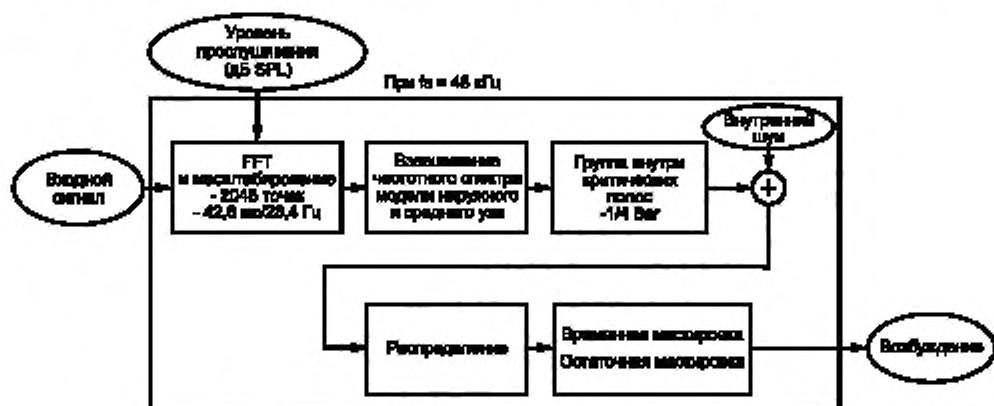 Уровень
прослушивания
(дБ SPL)
При fs = 48 кГц
Внутренний
шум
Входной
сигнал
FFT
и масштабирование
- 2048 точек
- 42,6 мс/23,4 Гц
Взвешивание
частотного спектра
модели наружного
и среднего уха
Группа внутри
критических
полос
-1/4 Bar
+
Распределение
Временная маскировка
Остаточная маскировка
Возбуждение